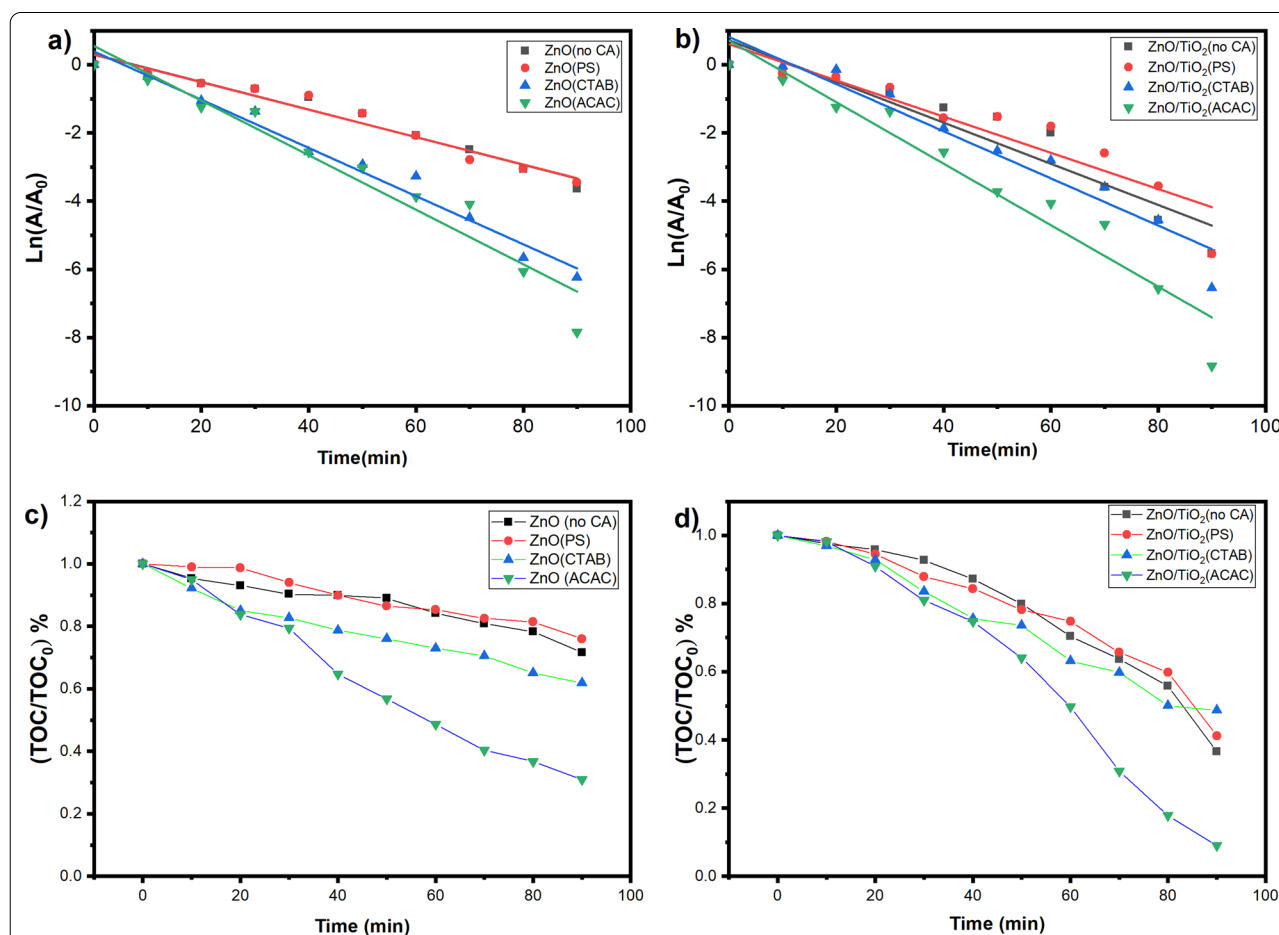 a)
ZnO(no CA)
ZnO(PS)
ZnO(CTAB)
ZnO(ACAC)
Ln(A/A₀)
0
-2
-4
-6
-8
-10
0 20 40 60 80 100
Time(min)
b)
ZnO/TiO₂(no CA)
ZnO/TiO₂(PS)
ZnO/TiO₂(CTAB)
ZnO/TiO₂(ACAC)
Ln(A/A₀)
0
-2
-4
-6
-8
-10
0 20 40 60 80 100
Time(min)
c)
ZnO (no CA)
ZnO(PS)
ZnO(CTAB)
ZnO (ACAC)
(TOC/TOC₀) %
1.2
1.0
0.8
0.6
0.4
0.2
0.0
0 20 40 60 80 100
Time (min)
d)
ZnO/TiO₂(no CA)
ZnO/TiO₂(PS)
ZnO/TiO₂(CTAB)
ZnO/TiO₂(ACAC)
(TOC/TOC₀) %
1.0
0.8
0.6
0.4
0.2
0.0
0 20 40 60 80 100
Time (min)